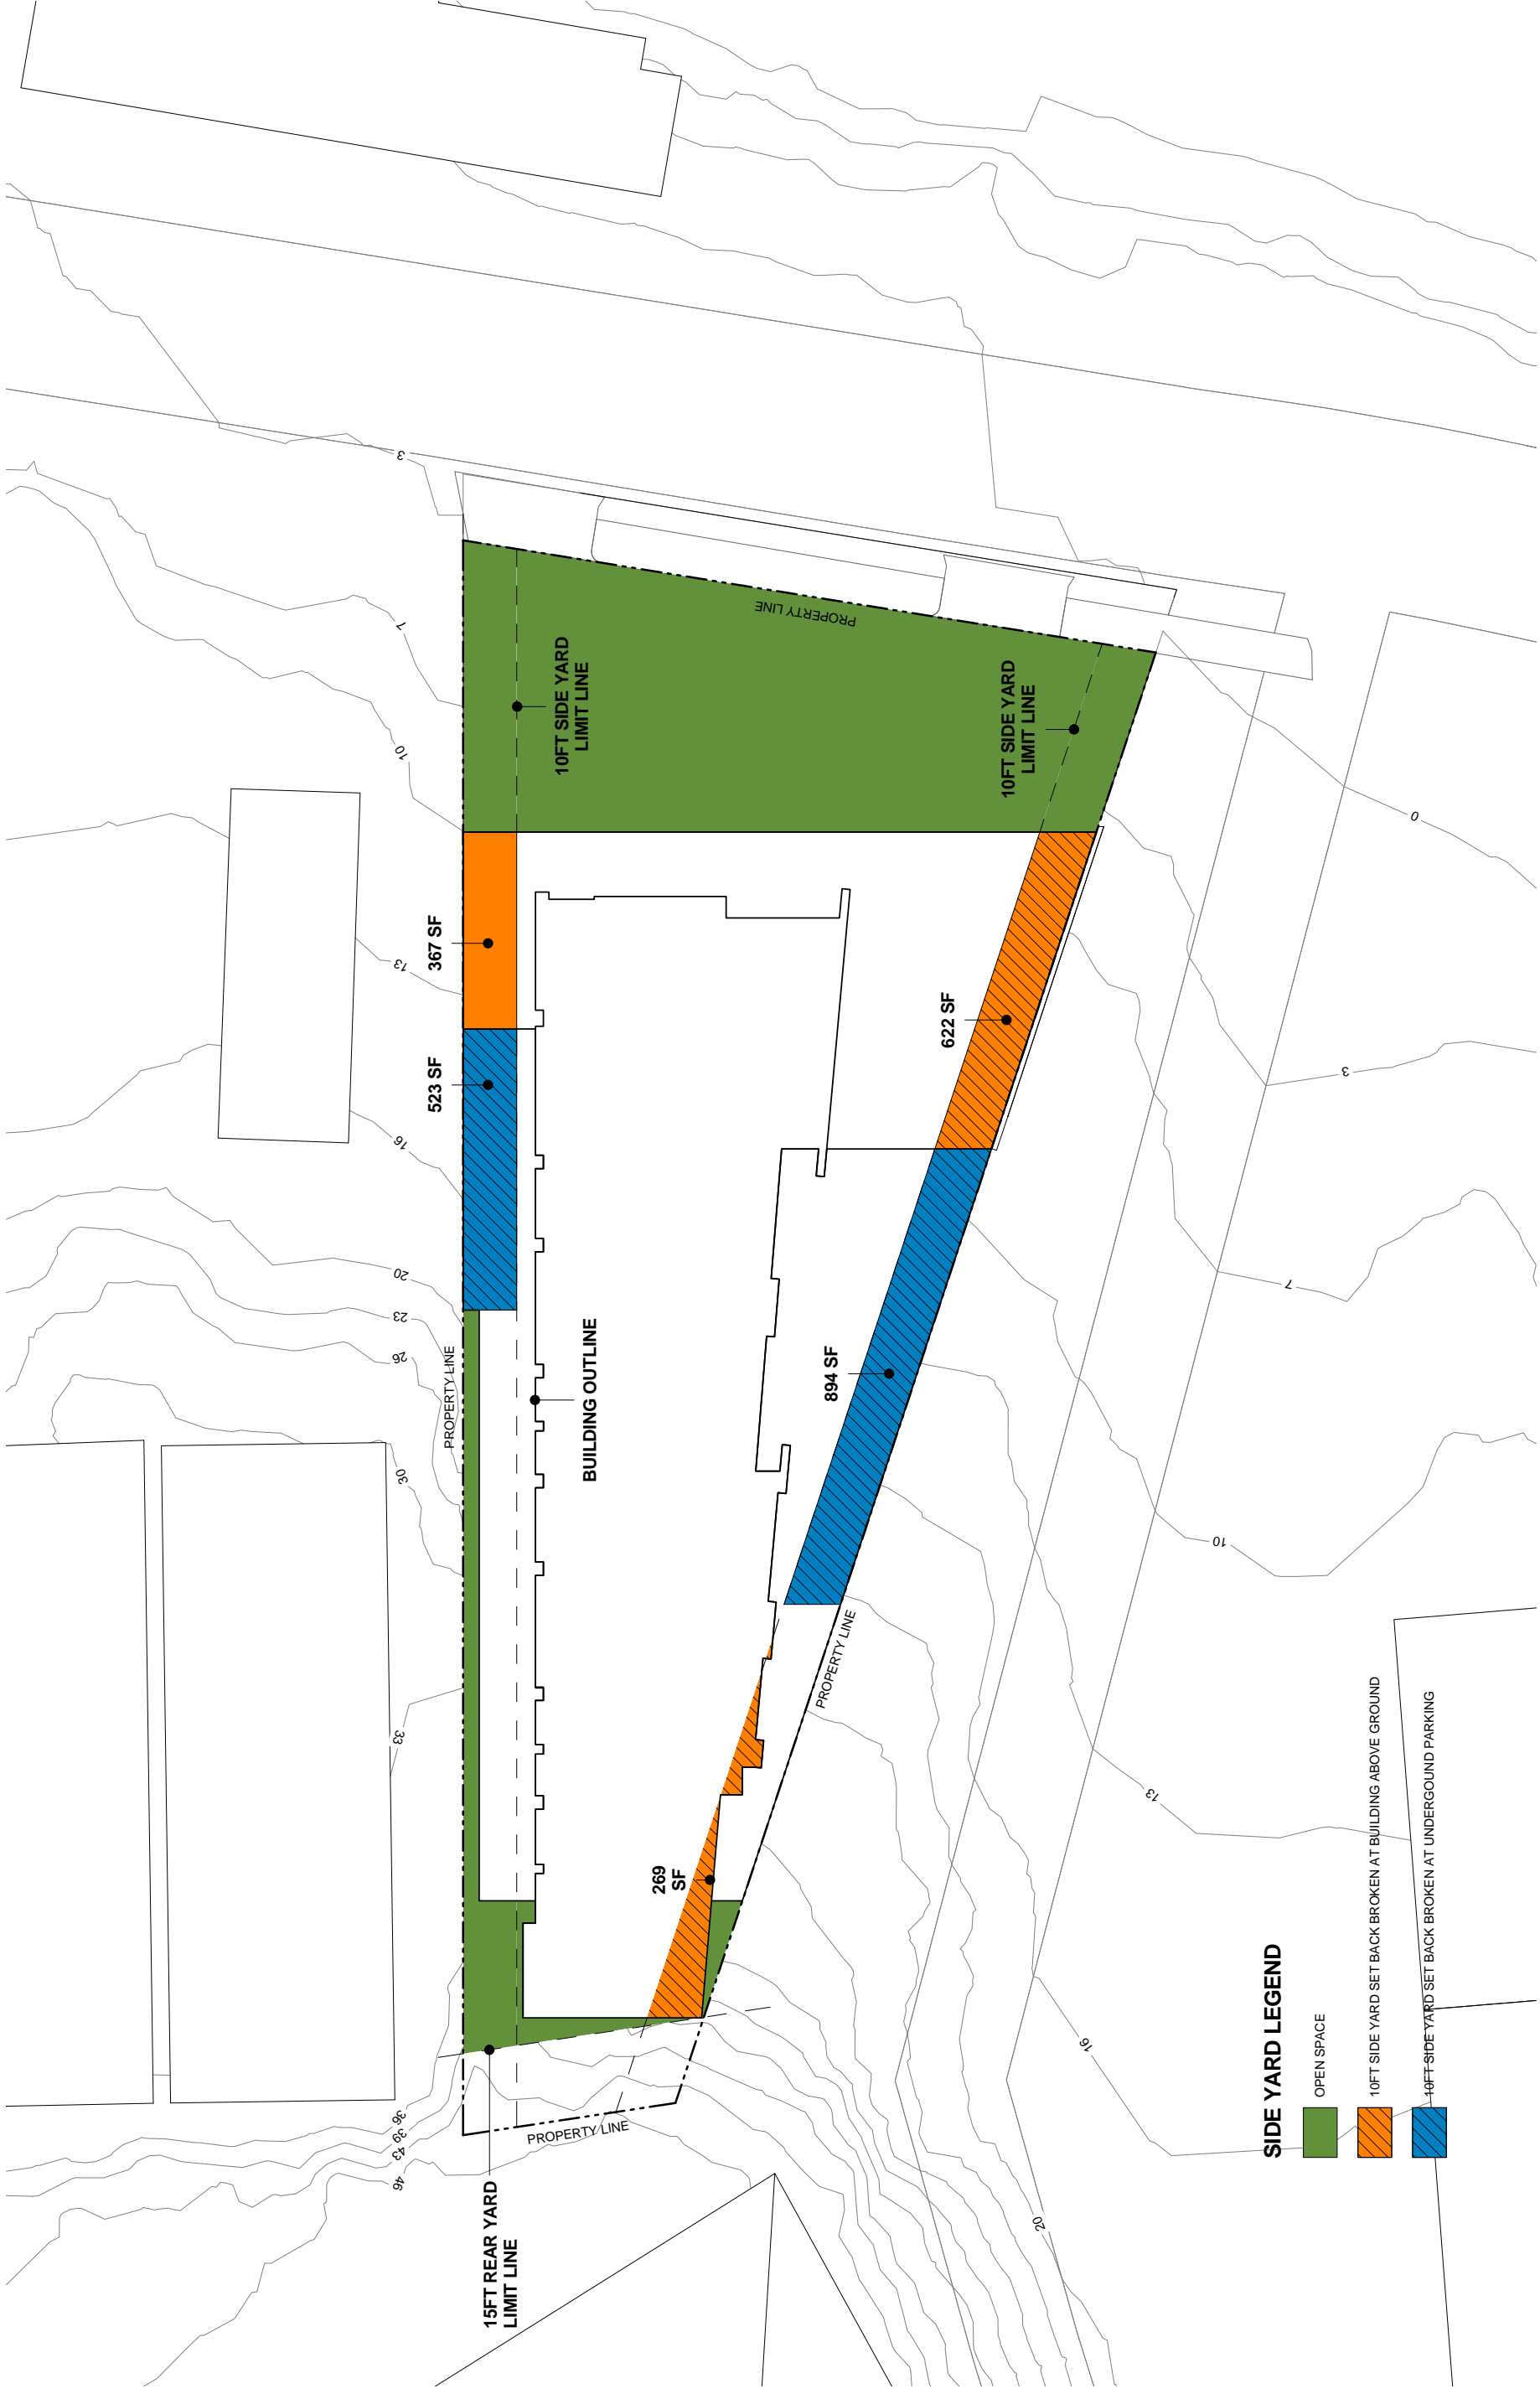 3
7
10
13
16
20
23
26
30
33
36
39
43
46
PROPERTY LINE
10FT SIDE YARD
LIMIT LINE
10FT SIDE YARD
LIMIT LINE
367 SF
523 SF
622 SF
894 SF
269
SF
BUILDING OUTLINE
PROPERTY LINE
PROPERTY LINE
PROPERTY LINE
15FT REAR YARD
LIMIT LINE
0
3
7
10
13
16
20
SIDE YARD LEGEND
OPEN SPACE
10FT SIDE YARD SET BACK BROKEN AT BUILDING ABOVE GROUND
10FT SIDE YARD SET BACK BROKEN AT UNDERGOUND PARKING